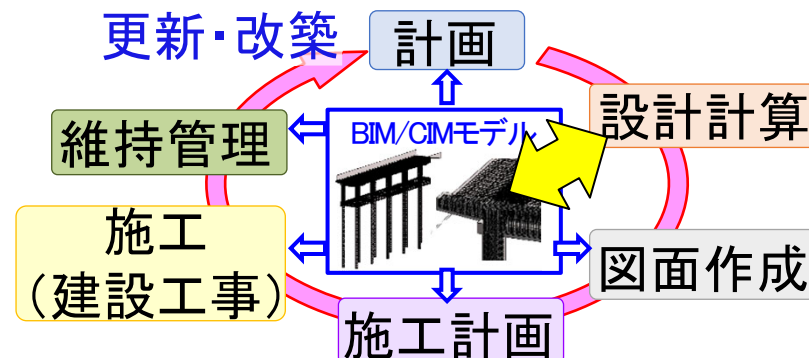 更新・改築
計画
設計計算
BIM/CIMモデル
維持管理
施工
（建設工事）
図面作成
施工計画